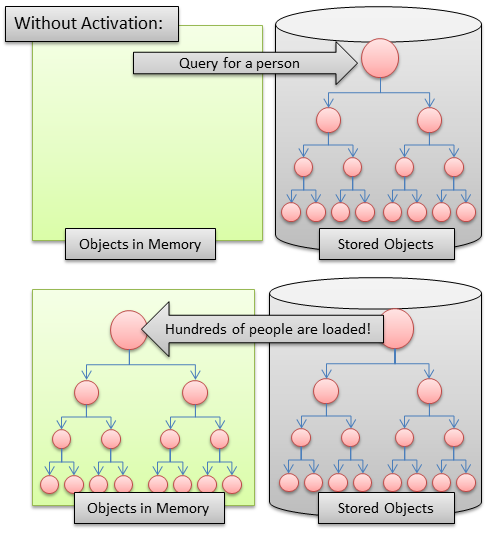 Without Activation:
Query for a person
Objects in Memory
Stored Objects
Hundreds of people are loaded!
Objects in Memory
Stored Objects